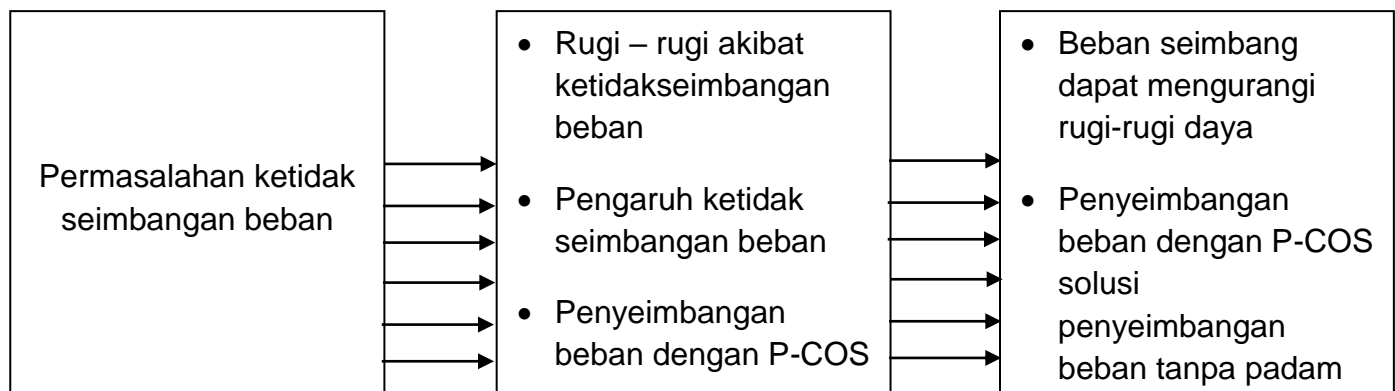 Permasalahan ketidak
seimbangan beban
• Rugi – rugi akibat
ketidakseimbangan
beban
• Pengaruh ketidak
seimbangan beban
• Penyeimbangan
beban dengan P-COS
• Beban seimbang
dapat mengurangi
rugi-rugi daya
• Penyeimbangan
beban dengan P-COS
solusi
penyeimbangan
beban tanpa padam